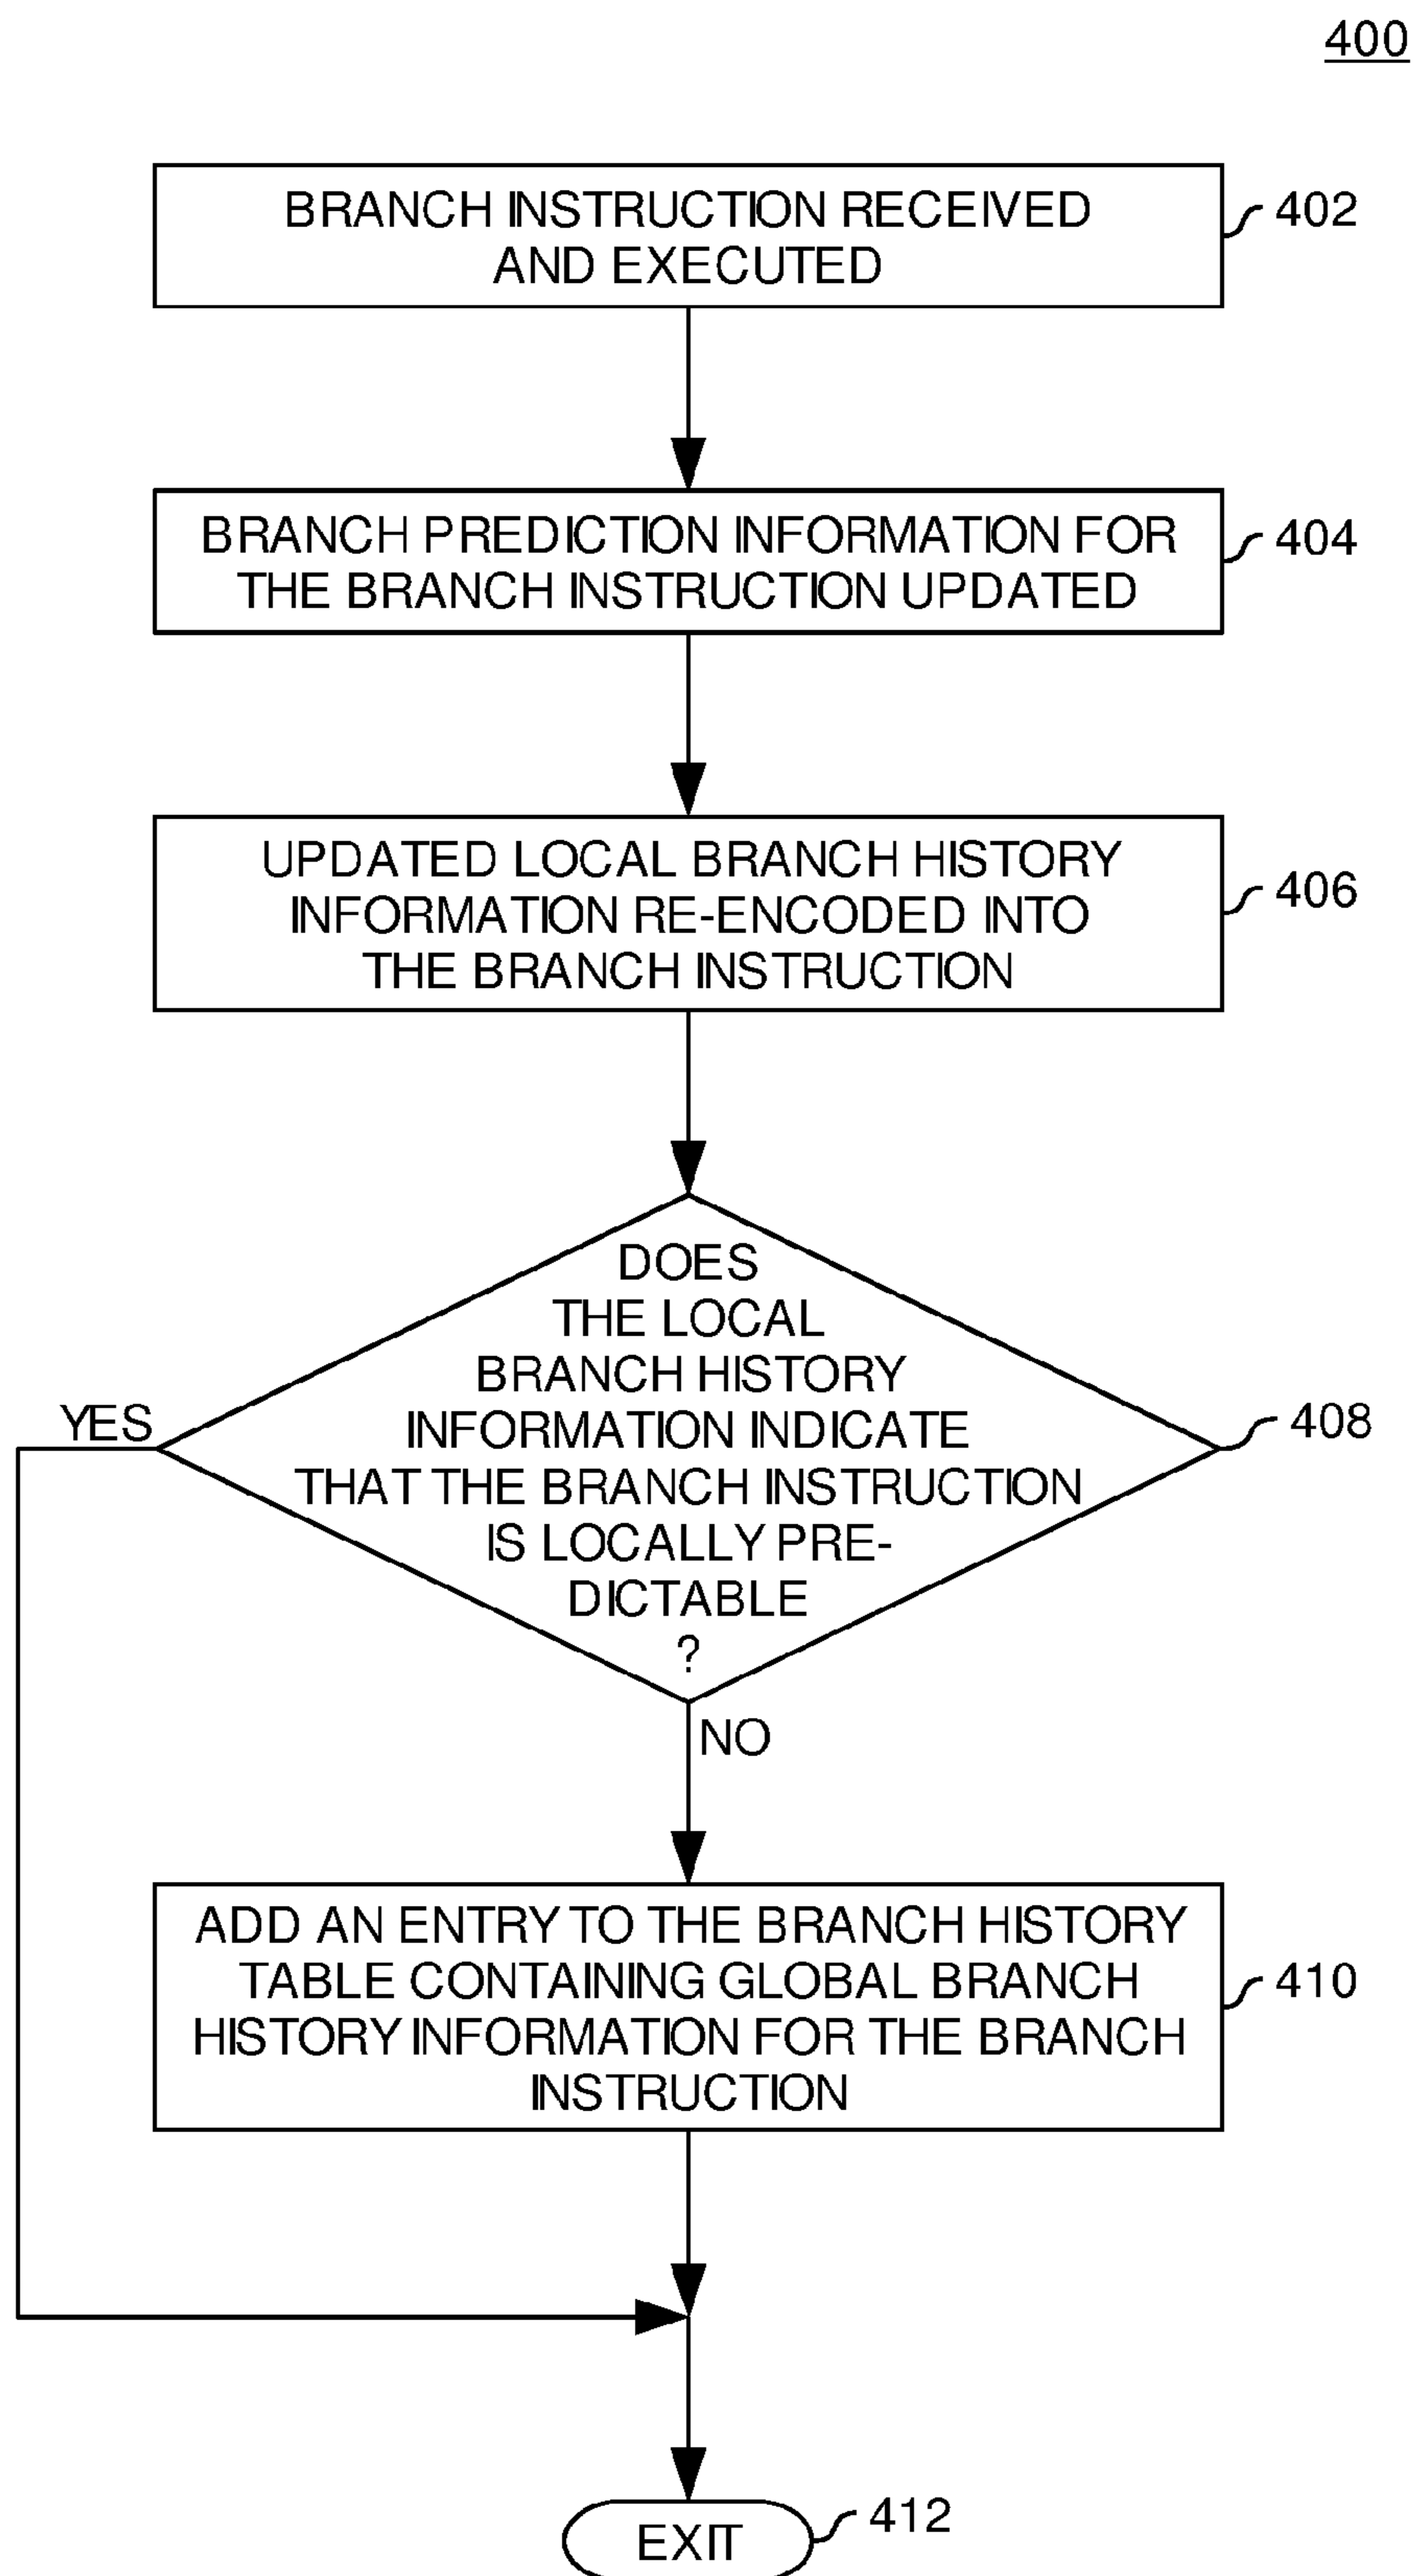 400
BRANCH INSTRUCTION RECEIVED
AND EXECUTED
402
BRANCH PREDICTION INFORMATION FOR
THE BRANCH INSTRUCTION UPDATED
404
UPDATED LOCAL BRANCH HISTORY
INFORMATION RE-ENCODED INTO
THE BRANCH INSTRUCTION
406
DOES
THE LOCAL
BRANCH HISTORY
INFORMATION INDICATE
THAT THE BRANCH INSTRUCTION
IS LOCALLY PRE-
DICTABLE
?
408
YES
NO
ADD AN ENTRY TO THE BRANCH HISTORY
TABLE CONTAINING GLOBAL BRANCH
HISTORY INFORMATION FOR THE BRANCH
INSTRUCTION
410
EXIT
412